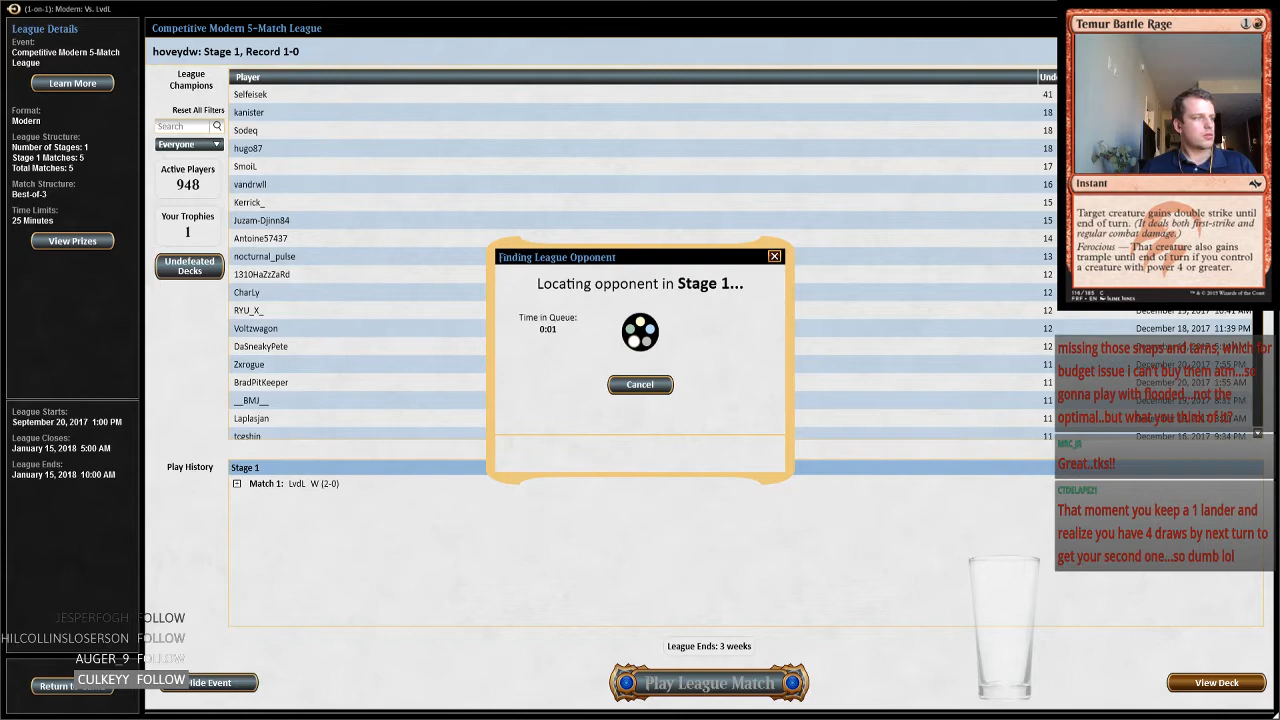 (1-on-1): Modern: Vs. LvdL
League Details
Event:
Competitive Modern 5-Match
League
Learn More
Format:
Modern
League Structure:
Number of Stages: 1
Stage 1 Matches: 5
Total Matches: 5
Match Structure:
Best-of-3
Time Limits:
25 Minutes
View Prizes
League Starts:
September 20, 2017 1:00 PM
League Closes:
January 15, 2018 5:00 AM
League Ends:
January 15, 2018 10:00 AM
Competitive Modern 5-Match League
hoveydw: Stage 1, Record 1-0
League
Champions
Reset All Filters
Search
Everyone
Active Players
948
Your Trophies
1
Undefeated
Decks
Player
Selfeisek 41
kanister 18
Sodeq 18
hugo87 18
SmoiL 17
vandrwll 16
Kerrick_ 15
Juzam-Djinn84 15
Antoine57437 14
nocturnal_pulse 13
1310HaZzZaRd 12
CharLy 12
RYU_X_ 12
Voltzwagon 12 December 18, 2017 11:39 PM
DaSneakyPete 12
Zxrogue 11
BradPitKeeper 11
__BMJ__ 11
Laplasjan 11
tceshin 11
Finding League Opponent
Locating opponent in Stage 1...
Time in Queue:
0:01
Cancel
Play History
Stage 1
Match 1: LvdL W (2-0)
League Ends: 3 weeks
Hide Event
Play League Match
View Deck
Temur Battle Rage
Instant
Target creature gains double strike until
end of turn. (It deals both first-strike and
regular combat damage.)
Ferocious — That creature also gains
trample until end of turn if you control
a creature with power 4 or greater.
missing those snaps and tarns, which for
budget issue i can't buy them atm...so
gonna play with flooded...not the
optimal..but what you think of it?
MRC_JR
Great..tks!!
CTDELAPE21
That moment you keep a 1 lander and
realize you have 4 draws by next turn to
get your second one...so dumb lol
JESPERFOGH FOLLOW
HILCOLLINSLOSERSON FOLLOW
AUGER_9 FOLLOW
CULKEYY FOLLOW